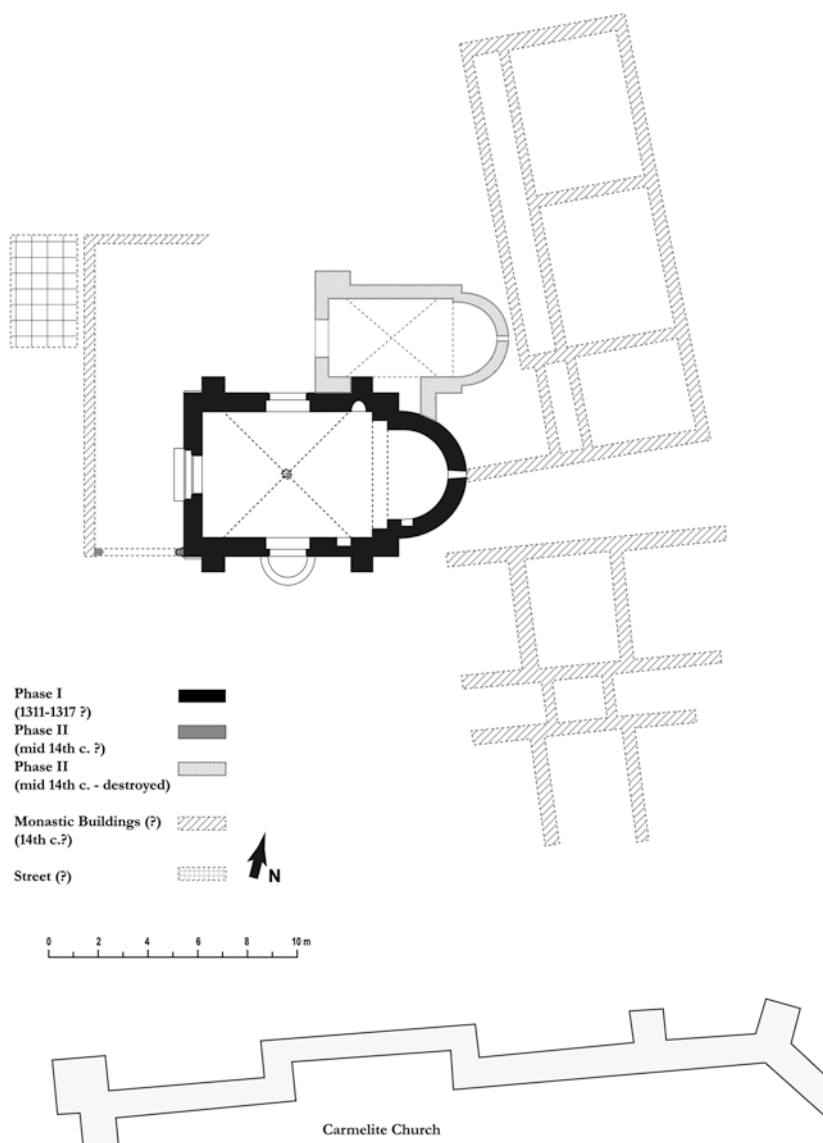 Phase I
(1311-1317 ?)
Phase II
(mid 14th c. ?)
Phase II
(mid 14th c. - destroyed)
Monastic Buildings (?)
(14th c.?)
Street (?)
N
0 2 4 6 8 10 m
Carmelite Church